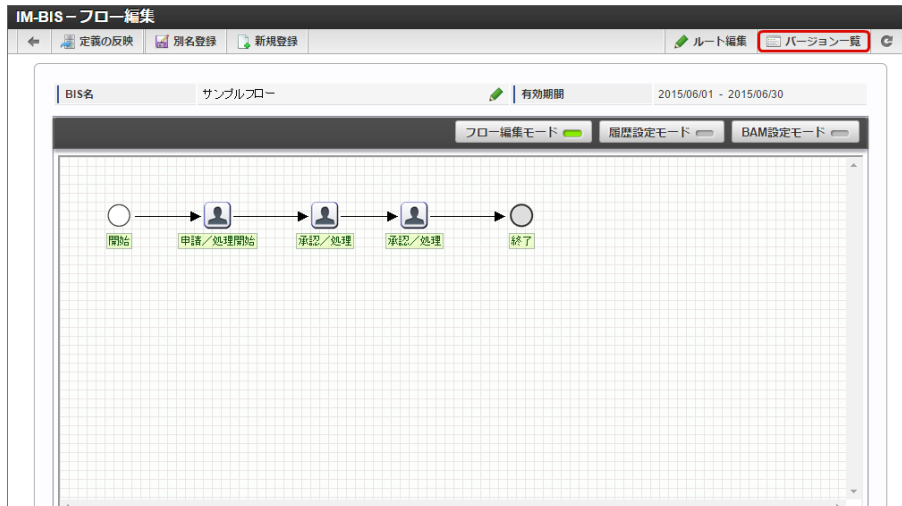 IM-BIS－フロー編集
定義の反映 別名登録 新規登録 ルート編集 バージョン一覧
BIS名 サンプルフロー 有効期間 2015/06/01 - 2015/06/30
フロー編集モード 履歴設定モード BAM設定モード
開始 申請／処理開始 承認／処理 承認／処理 終了